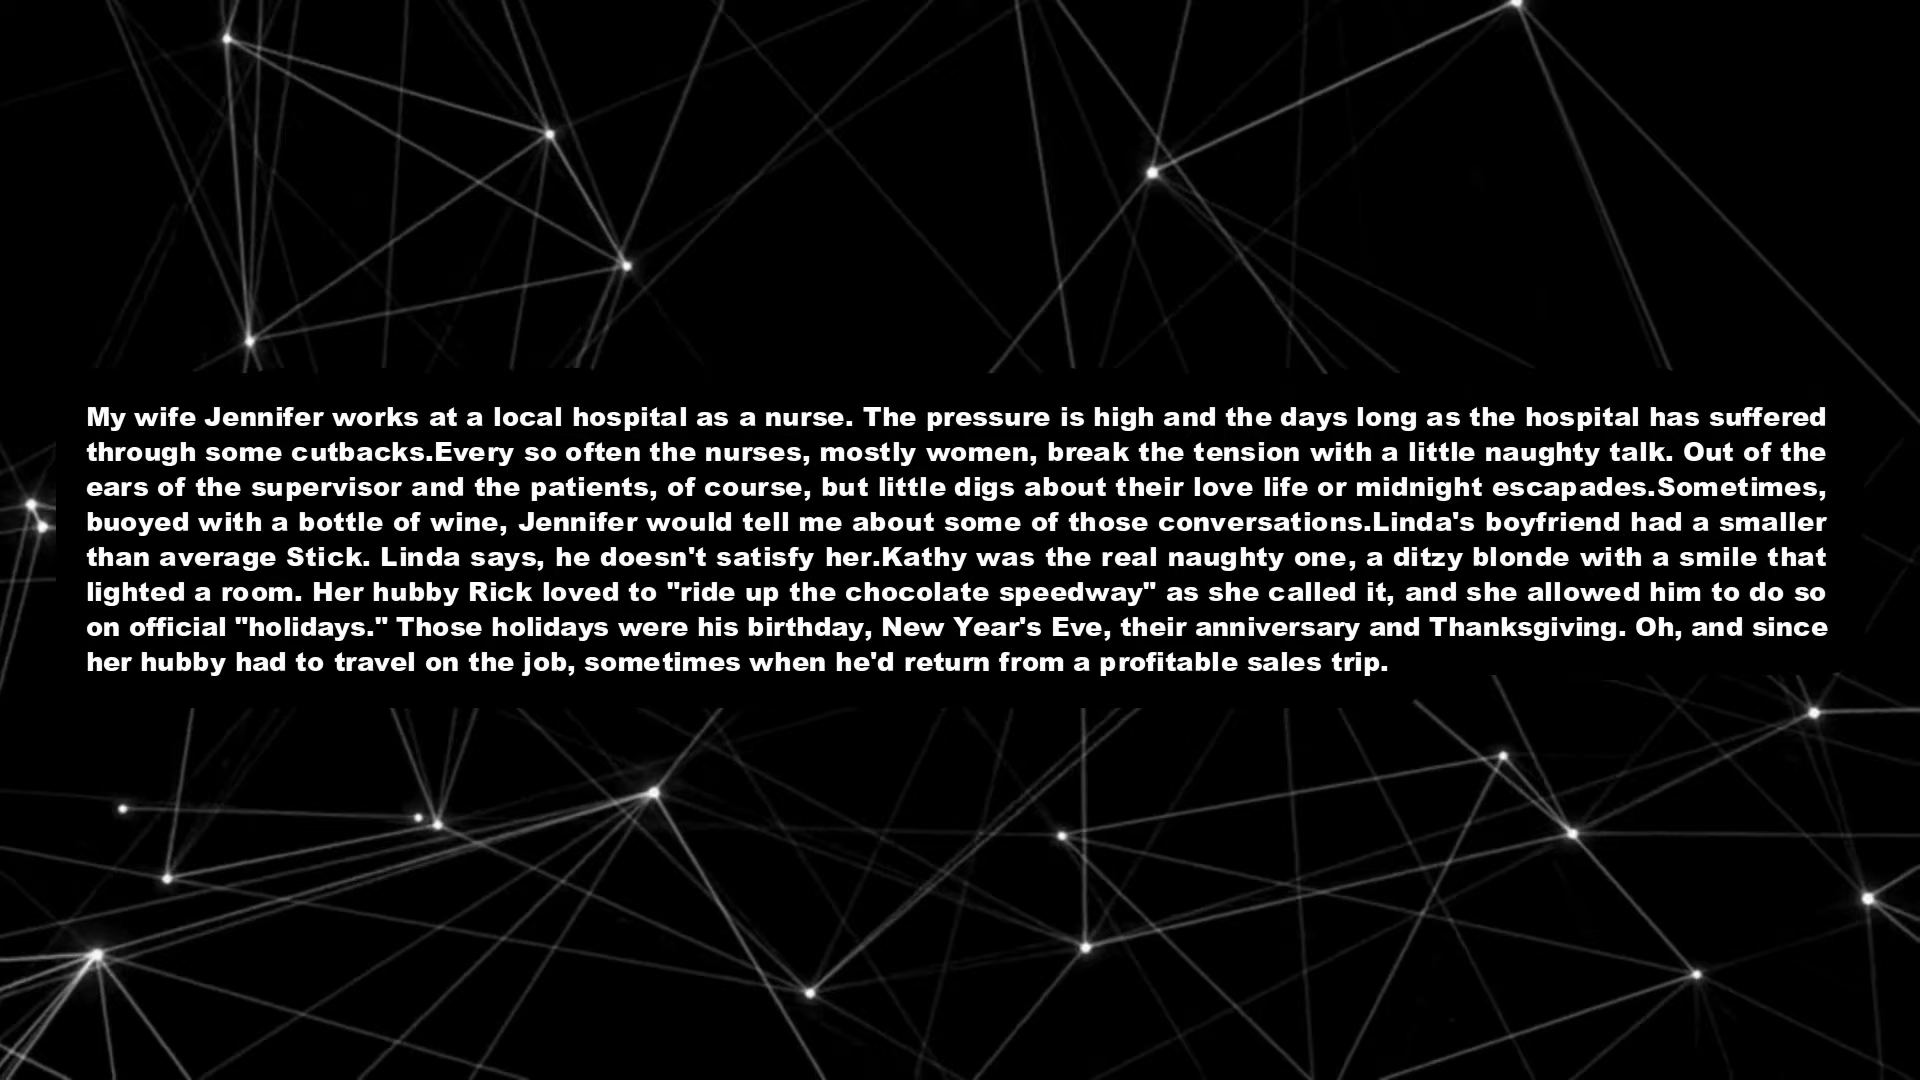 My wife Jennifer works at a local hospital as a nurse. The pressure is high and the days long as the hospital has suffered
through some cutbacks.Every so often the nurses, mostly women, break the tension with a little naughty talk. Out of the
ears of the supervisor and the patients, of course, but little digs about their love life or midnight escapades.Sometimes,
buoyed with a bottle of wine, Jennifer would tell me about some of those conversations.Linda's boyfriend had a smaller
than average Stick. Linda says, he doesn't satisfy her.Kathy was the real naughty one, a ditzy blonde with a smile that
lighted a room. Her hubby Rick loved to "ride up the chocolate speedway" as she called it, and she allowed him to do so
on official "holidays." Those holidays were his birthday, New Year's Eve, their anniversary and Thanksgiving. Oh, and since
her hubby had to travel on the job, sometimes when he'd return from a profitable sales trip.